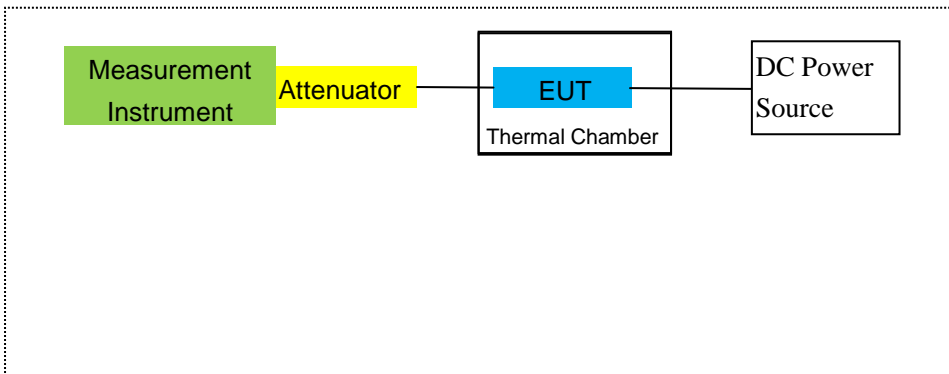 Measurement
Instrument
Attenuator
EUT
Thermal Chamber
DC Power
Source